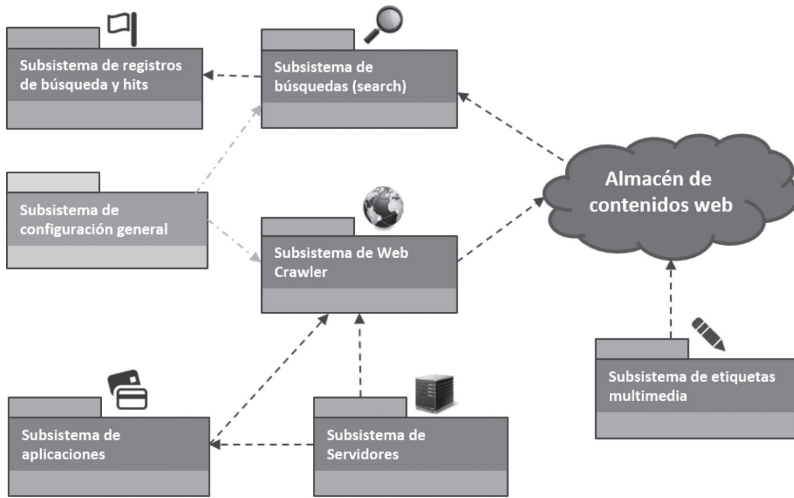 Subsistema de registros
de búsqueda y hits
Subsistema de
búsquedas (search)
Almacén de
contenidos web
Subsistema de
configuración general
Subsistema de Web
Crawler
Subsistema de etiquetas
multimedia
Subsistema de
aplicaciones
Subsistema de
Servidores